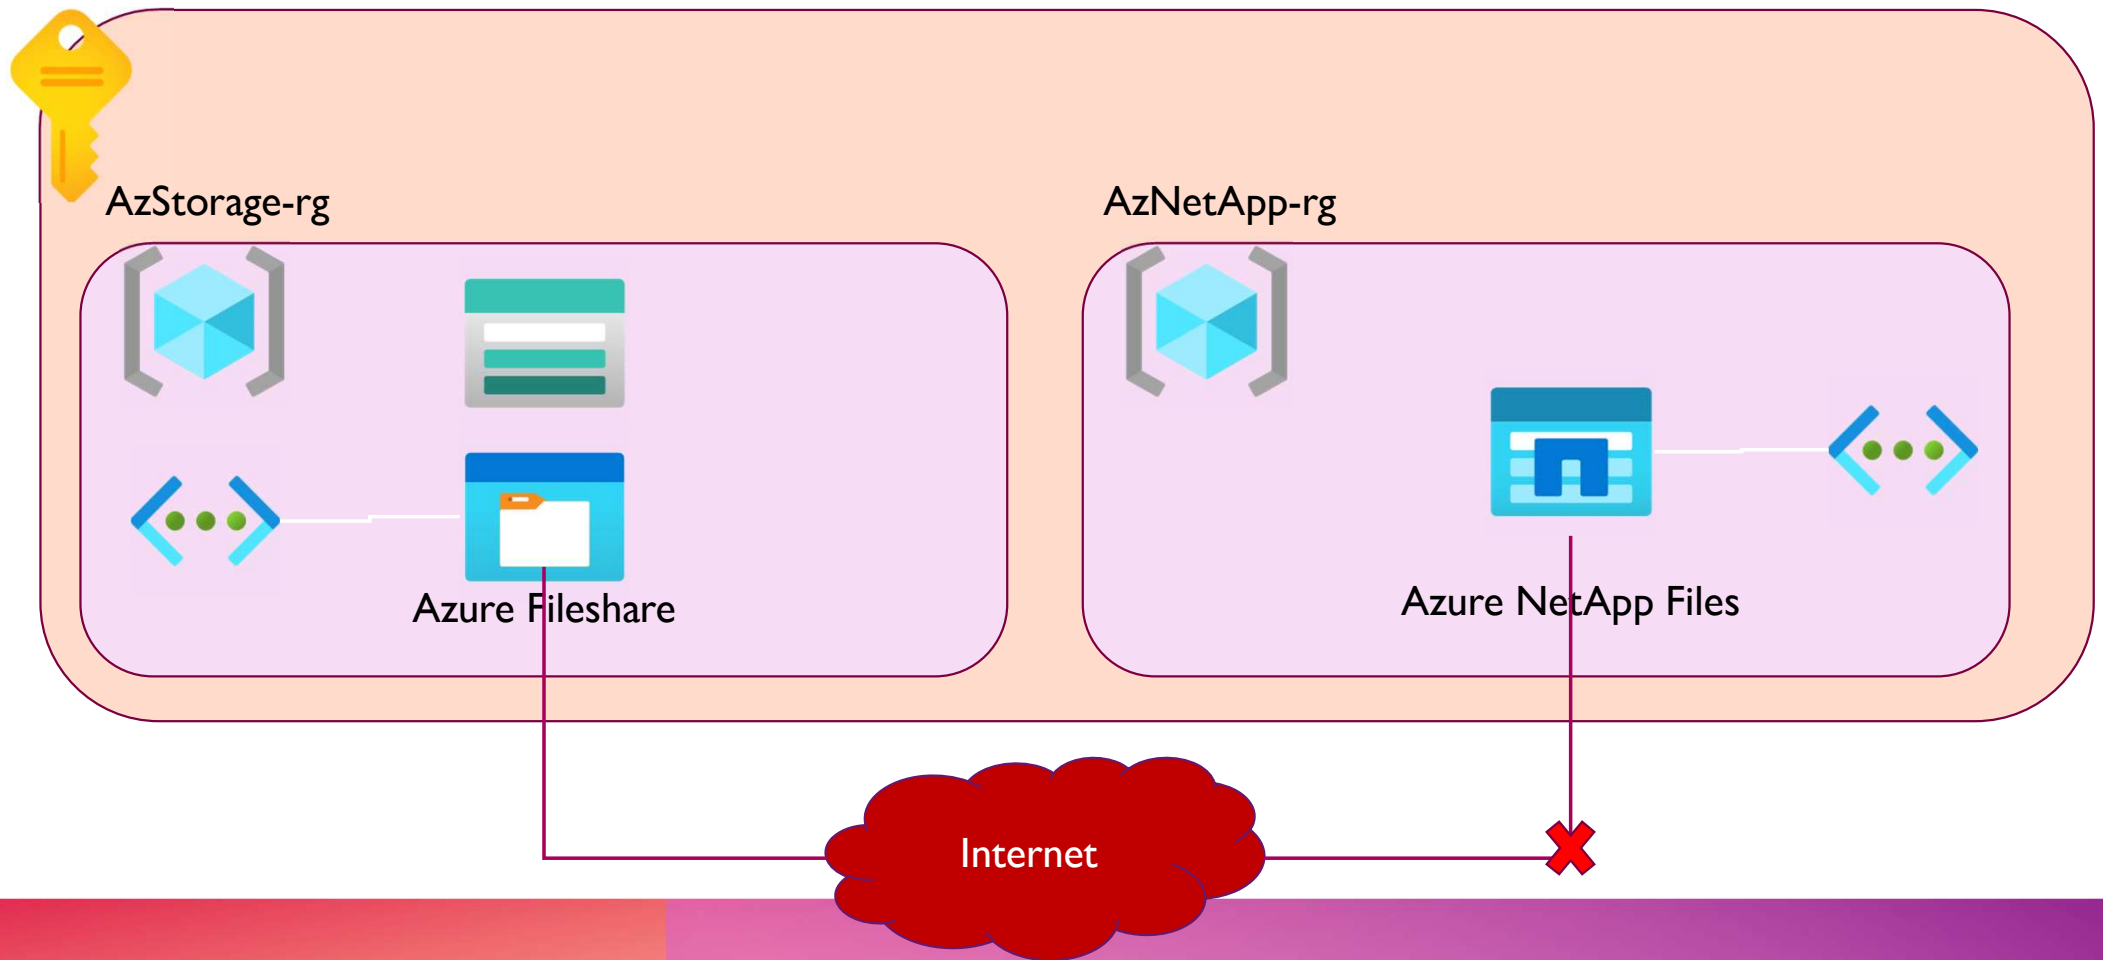 AzStorage-rg
AzNetApp-rg
Azure Fileshare
Azure NetApp Files
Internet